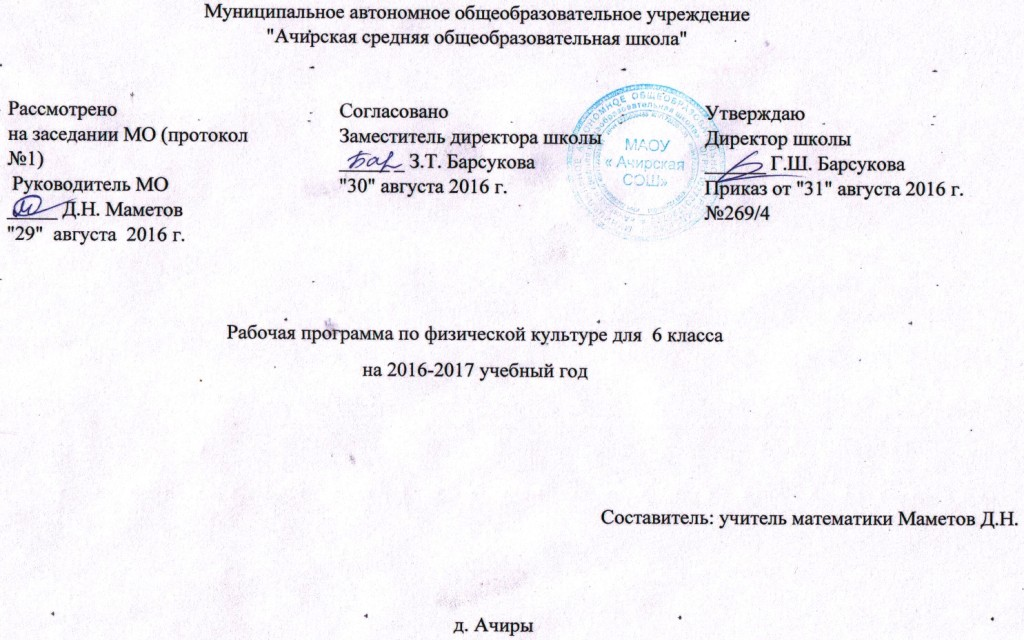 Муниципальное автономное общеобразовательное учреждение
"Ачирская средняя общеобразовательная школа"
Рассмотрено
на заседании МО (протокол
№1)
Руководитель МО
______ Д.Н. Маметов
"29" августа 2016 г.
Согласовано
Заместитель директора школы
Бар З.Т. Барсукова
"30" августа 2016 г.
МАОУ
« Ачирская
СОШ»
Утверждаю
Директор школы
______ Г.Ш. Барсукова
Приказ от "31" августа 2016 г.
№269/4
Рабочая программа по физической культуре для 6 класса
на 2016-2017 учебный год
Составитель: учитель математики Маметов Д.Н.
д. Ачиры